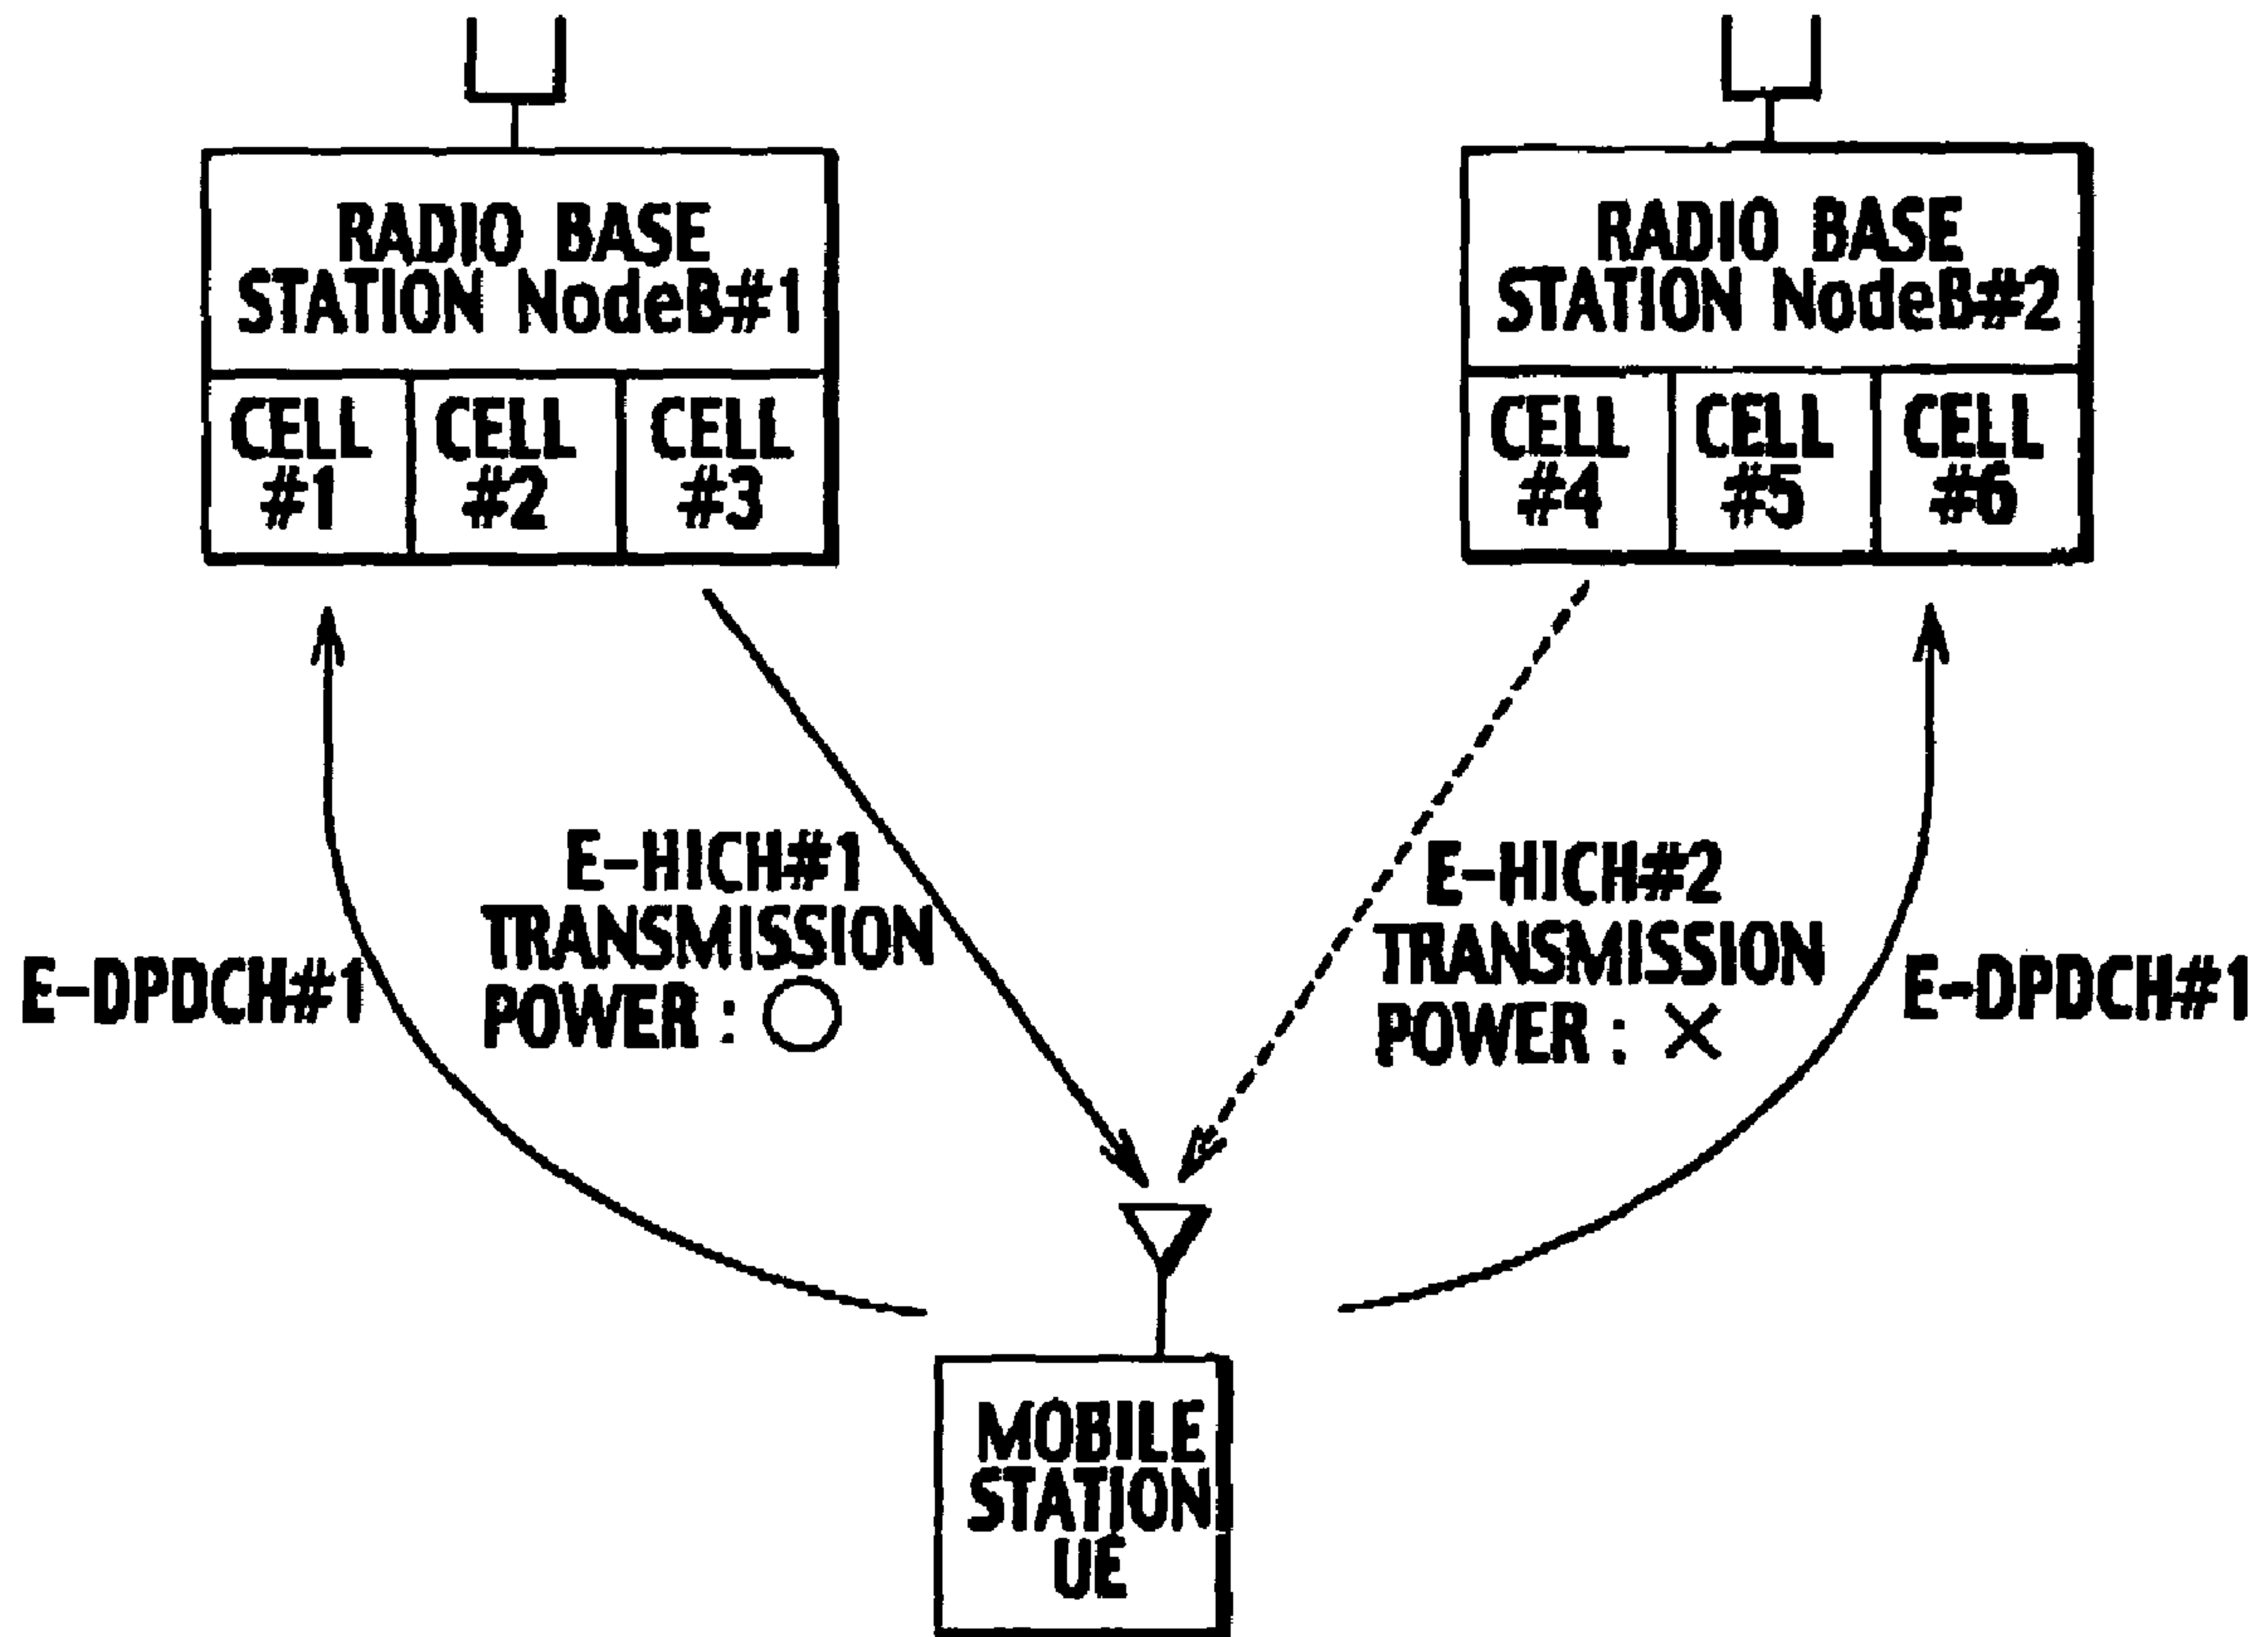 RADIO BASE
STATION NodeB#1
CELL
#1
CELL
#2
CELL
#3
RADIO BASE
STATION NodeB#2
CELL
#4
CELL
#5
CELL
#6
E-DPDCH#1
E-HICH#1
TRANSMISSION
POWER : ○
E-HICH#2
TRANSMISSION
POWER : ×
E-DPDCH#1
MOBILE
STATION
UE